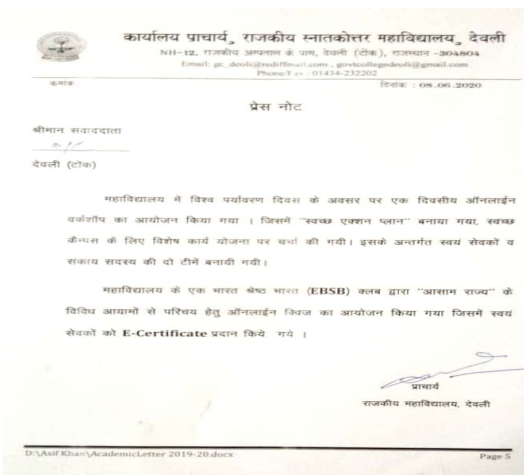 कार्यालय प्राचार्य, राजकीय स्नातकोत्तर महाविद्यालय, देवली
NH-12, राजकीय अस्पताल के पास, देवली (टोंक), राजस्थान -304804
Email: gc_deoli@rediffmail.com , govtcollegedeoli@gmail.com
Phone/Fax : 01434-232202
क्रमांक दिनांक : 08.06.2020
प्रेस नोट
श्रीमान संवाददाता
देवली (टोंक)
महाविद्यालय में विश्व पर्यावरण दिवस के अवसर पर एक दिवसीय ऑनलाईन
वर्कशॉप का आयोजन किया गया । जिसमें "स्वच्छ एक्शन प्लान" बनाया गया, स्वच्छ
कैम्पस के लिए विशेष कार्य योजना पर चर्चा की गयी। इसके अन्तर्गत स्वयं सेवकों व
संकाय सदस्य की दो टीमें बनायी गयी।
महाविद्यालय के एक भारत श्रेष्ठ भारत (EBSB) क्लब द्वारा "आसाम राज्य" के
विविध आयामों से परिचय हेतु ऑनलाईन क्विज का आयोजन किया गया जिसमें स्वयं
सेवकों को E-Certificate प्रदान किये गये ।
प्राचार्य
राजकीय महाविद्यालय, देवली
D:\Asif Khan\AcademicLetter 2019-20.docx Page 5